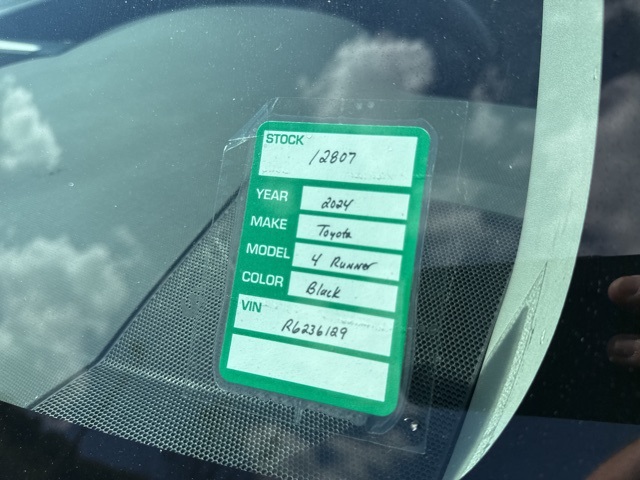 STOCK
12807
YEAR 2024
MAKE Toyota
MODEL 4 Runner
COLOR Black
VIN
R6236129